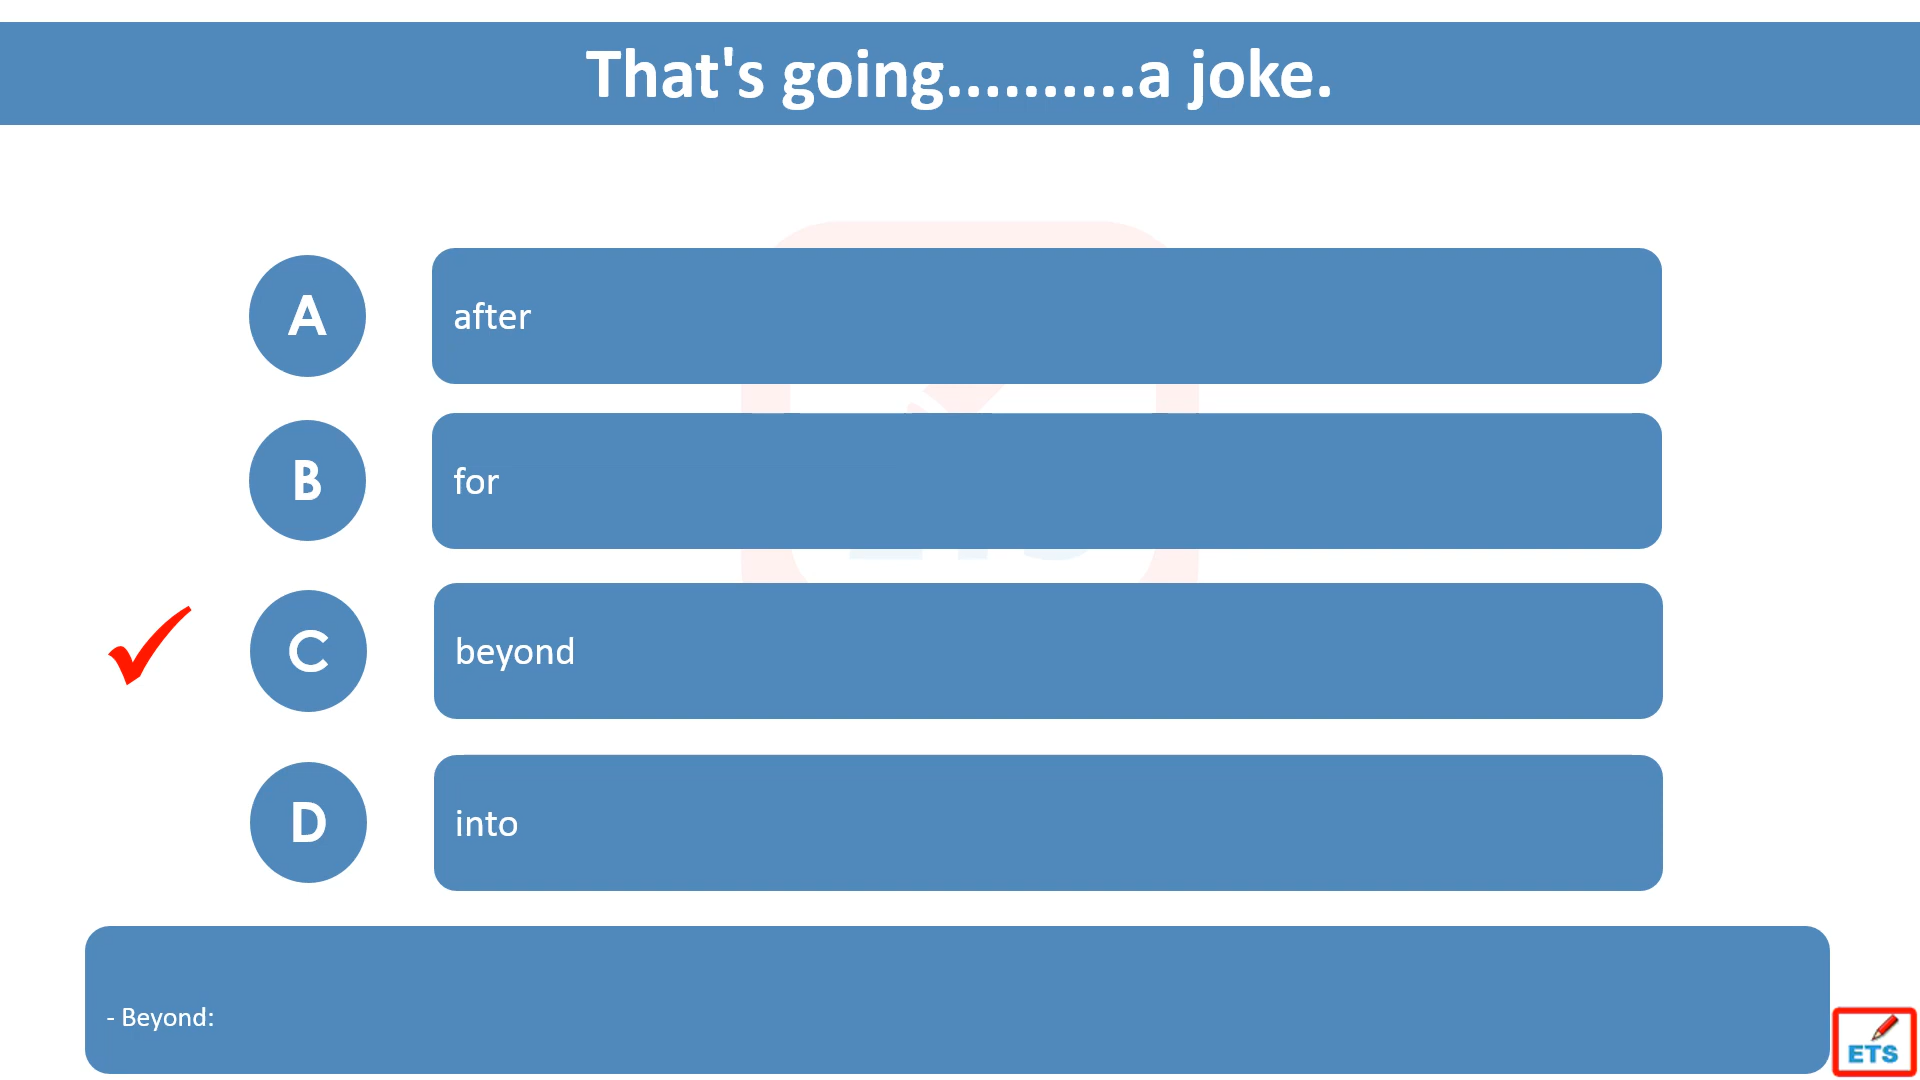 That's going..........a joke.
A
after
B
for
C
beyond
D
into
- Beyond:
ETS